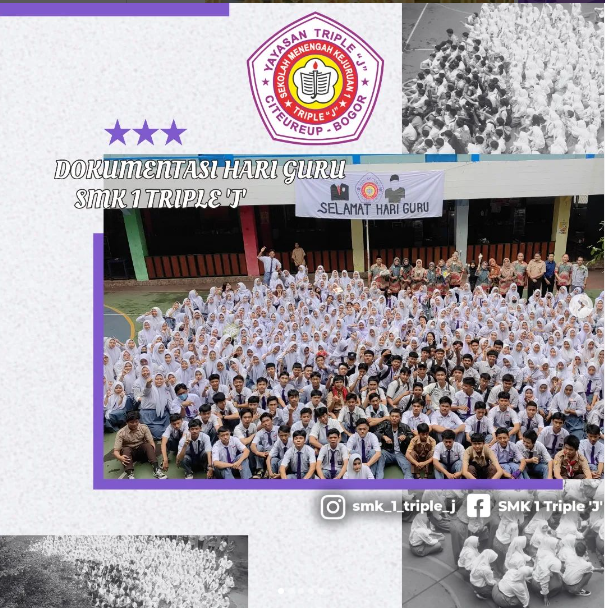 YAYASAN TRIPLE "J"
SEKOLAH MENENGAH KEJURUAN 1
TRIPLE "J"
CITEUREUP - BOGOR
DOKUMENTASI HARI GURU
SMK 1 TRIPLE 'J'
SELAMAT HARI GURU
smk_1_triple_j
SMK 1 Triple 'J'